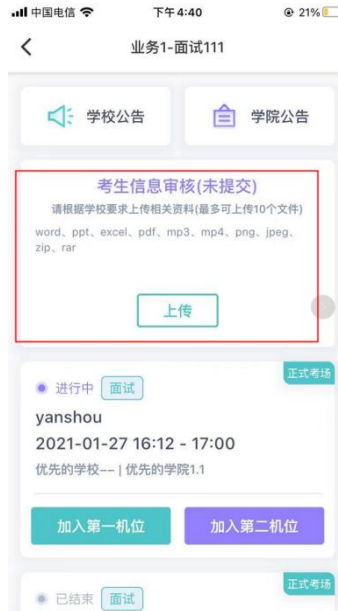 中国电信 下午4:40 21%
业务1-面试111
学校公告 学院公告
考生信息审核(未提交)
请根据学校要求上传相关资料(最多可上传10个文件)
word、ppt、excel、pdf、mp3、mp4、png、jpeg、
zip、rar
上传
正式考场
进行中 面试
yanshou
2021-01-27 16:12 - 17:00
优先的学校-- | 优先的学院1.1
加入第一机位 加入第二机位
正式考场
已结束 面试